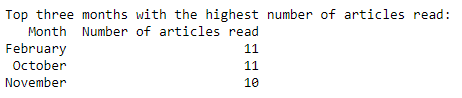 Top three months with the highest number of articles read:
Month Number of articles read
February 11
October 11
November 10